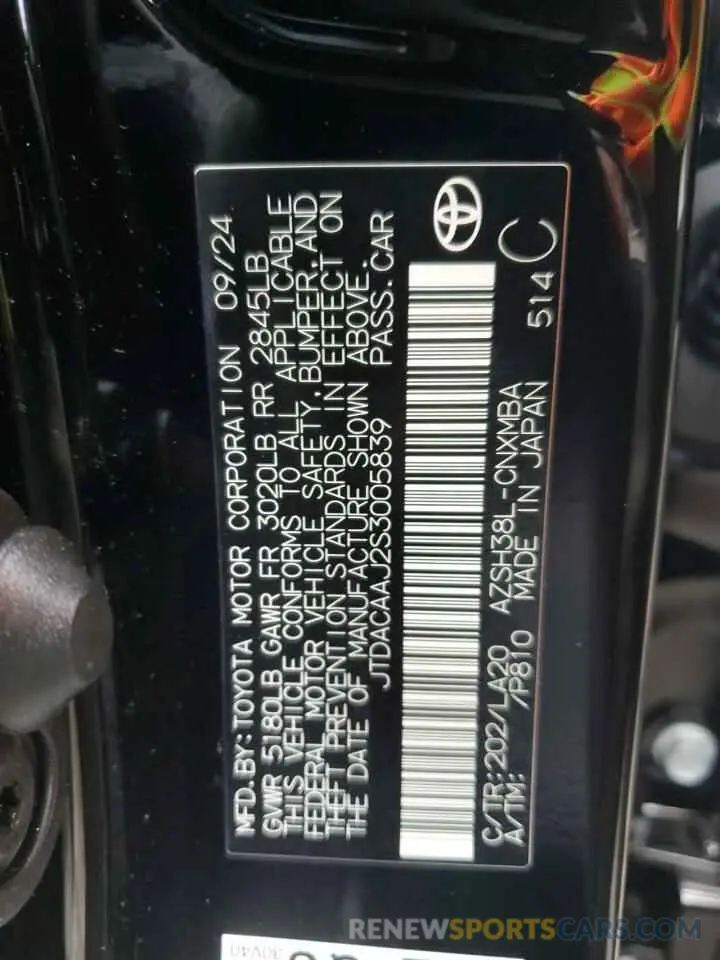 MFD.BY:TOYOTA MOTOR CORPORATION 09/24
GVWR 5180LB GAWR FR 3020LB RR 2845LB
THIS VEHICLE CONFORMS TO ALL APPLICABLE
FEDERAL MOTOR VEHICLE SAFETY,BUMPER,AND
THEFT PREVENTION STANDARDS IN EFFECT ON
THE DATE OF MANUFACTURE SHOWN ABOVE.
JTDACAAJ2S3005839 PASS.CAR
C/TR:202/LA20 AZSH38L-CNXMBA
A/TM: /P810 MADE IN JAPAN 514 C
30V40
RENEWSPORTSCARS.COM